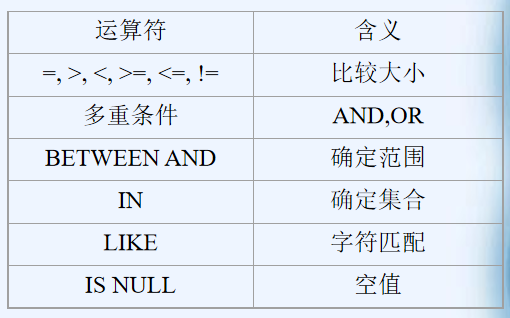 运算符 含义
=, >, <, >=, <=, != 比较大小
多重条件 AND,OR
BETWEEN AND 确定范围
IN 确定集合
LIKE 字符匹配
IS NULL 空值